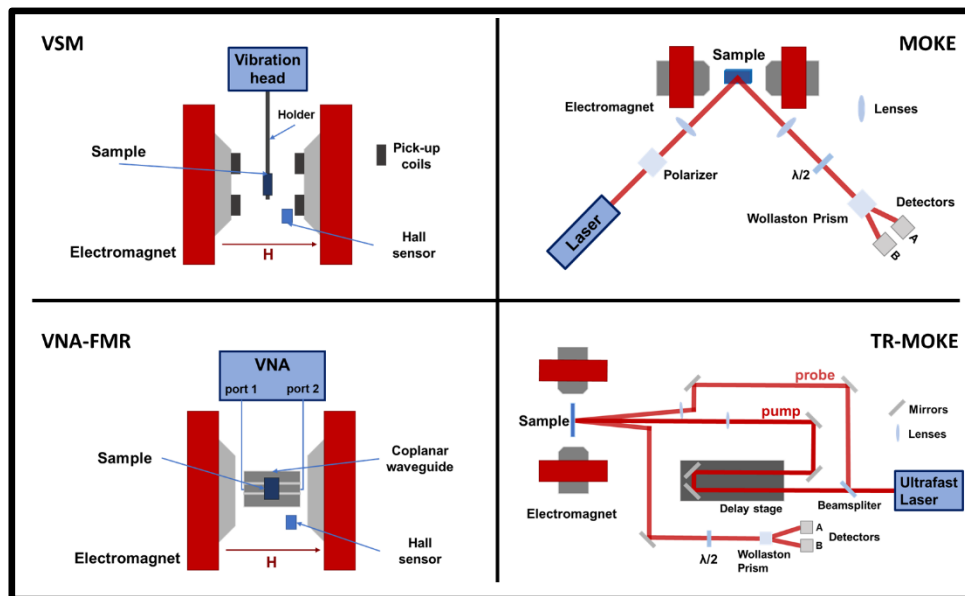 VSM
Vibration
head
Holder
Sample
Pick-up
coils
Electromagnet
H
Hall
sensor
MOKE
Sample
Electromagnet
Lenses
Polarizer
λ/2
Laser
Wollaston Prism
Detectors
A
B
VNA-FMR
VNA
port 1
port 2
Sample
Coplanar
waveguide
Electromagnet
H
Hall
sensor
TR-MOKE
probe
pump
Sample
Mirrors
Lenses
Electromagnet
Delay stage
Beamspliter
Ultrafast
Laser
λ/2
Wollaston
Prism
A
B
Detectors